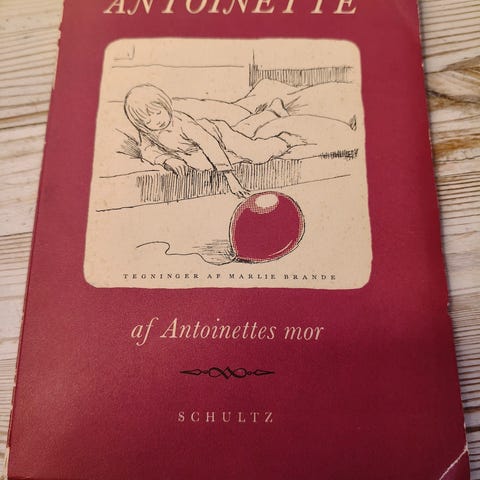 ANTOINETTE
TEGNINGER AF MARLIE BRANDE
af Antoinettes mor
SCHULTZ